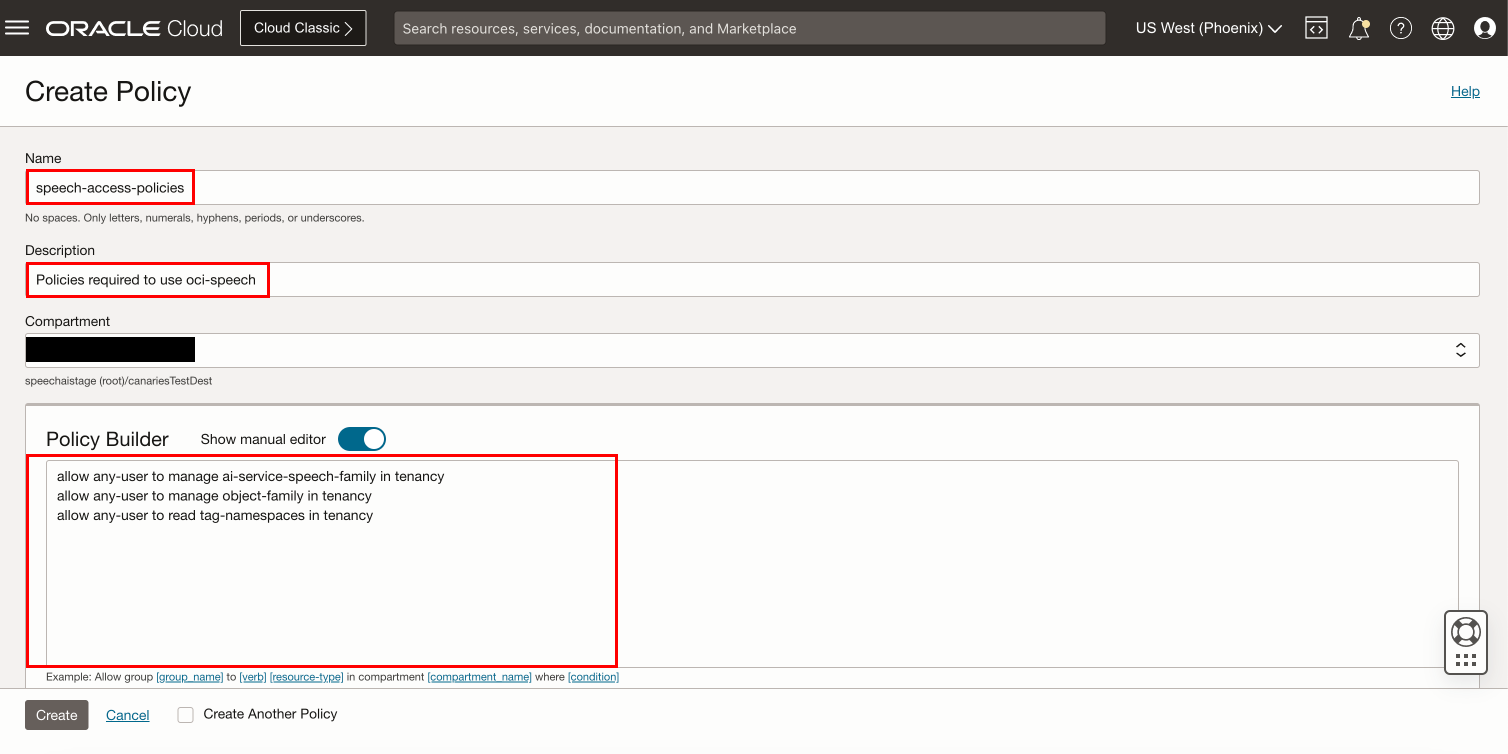 ORACLE Cloud
Cloud Classic
Search resources, services, documentation, and Marketplace
US West (Phoenix)
Create Policy
Help
Name
speech-access-policies
No spaces. Only letters, numerals, hyphens, periods, or underscores.
Description
Policies required to use oci-speech
Compartment
speechaistage (root)/canariesTestDest
Policy Builder
Show manual editor
allow any-user to manage ai-service-speech-family in tenancy
allow any-user to manage object-family in tenancy
allow any-user to read tag-namespaces in tenancy
Example: Allow group [group_name] to [verb] [resource-type] in compartment [compartment_name] where [condition]
Create
Cancel
Create Another Policy